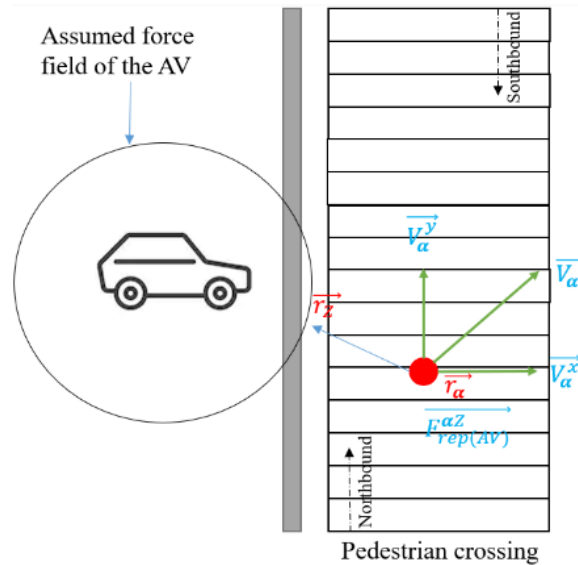 Assumed force
field of the AV
Southbound
V_α^y
V_α
r_z
r_α
V_α^x
F_rep(AV)^αZ
Northbound
Pedestrian crossing